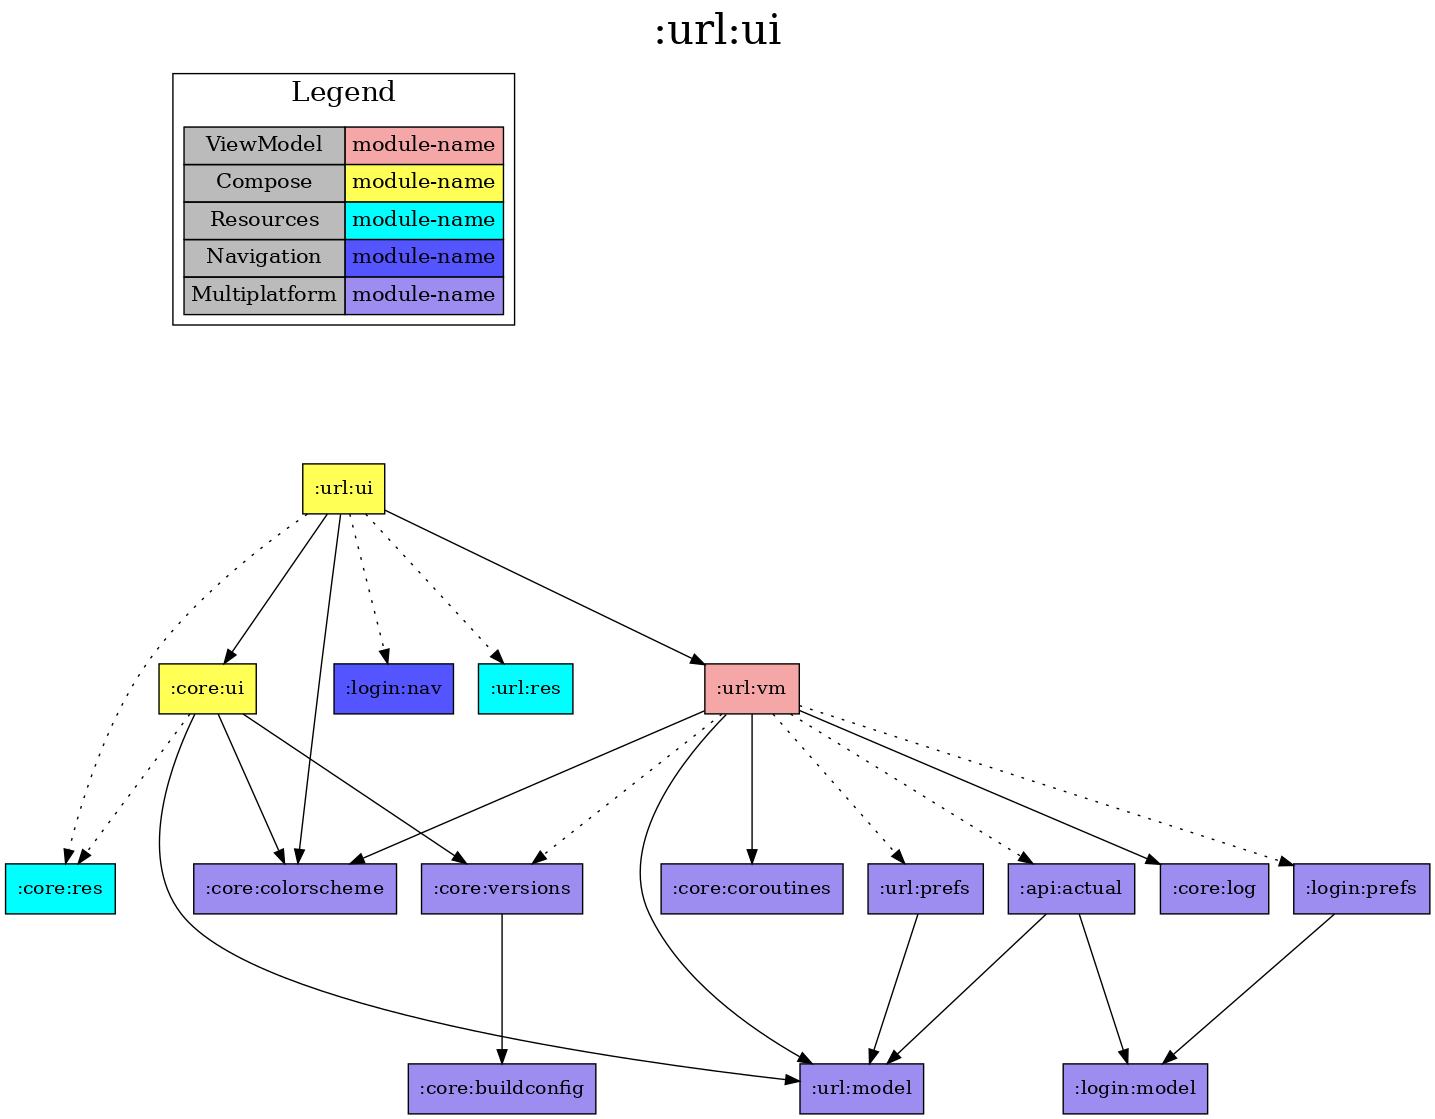 :url:ui
Legend
ViewModel module-name
Compose module-name
Resources module-name
Navigation module-name
Multiplatform module-name
:url:ui
:core:ui :login:nav :url:res :url:vm
:core:res :core:colorscheme :core:versions :core:coroutines :url:prefs :api:actual :core:log :login:prefs
:core:buildconfig :url:model :login:model